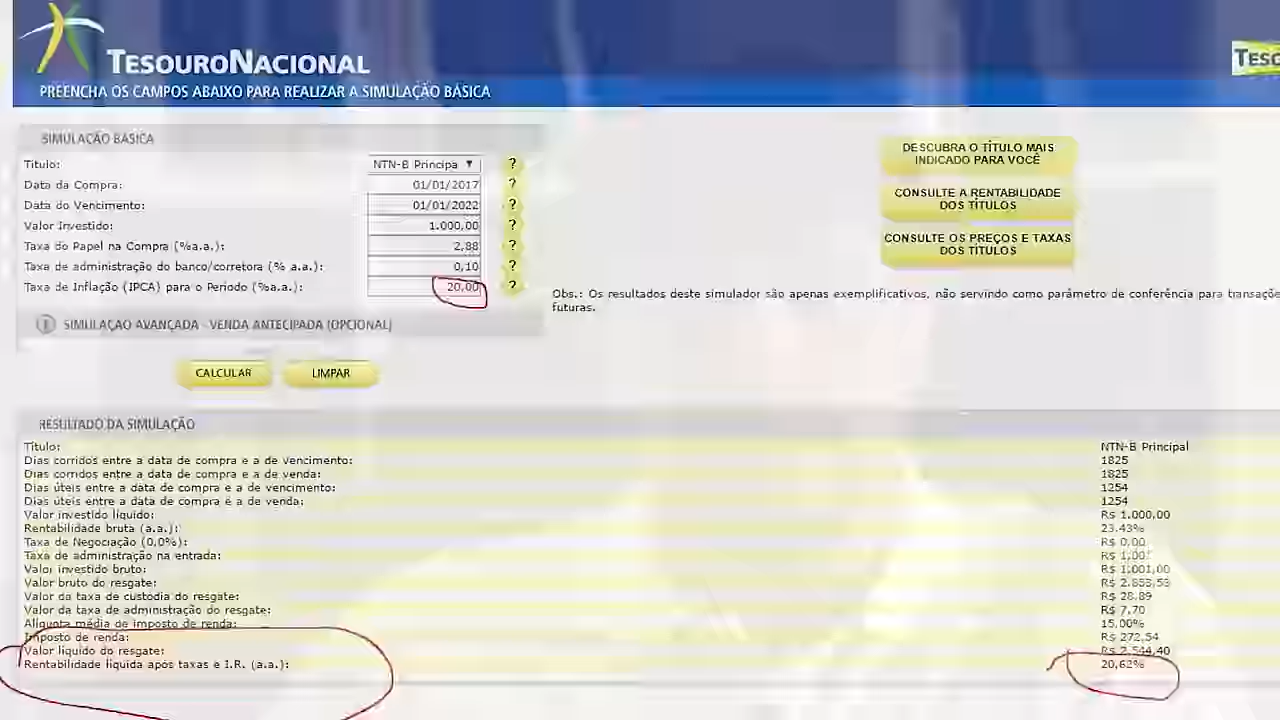 TESOURONACIONAL
TESO
PREENCHA OS CAMPOS ABAIXO PARA REALIZAR A SIMULAÇÃO BÁSICA
SIMULAÇÃO BÁSICA
Título: NTN-B Principa ▼ ?
Data da Compra: 01/01/2017 ?
Data do Vencimento: 01/01/2022 ?
Valor Investido: 1.000,00 ?
Taxa do Papel na Compra (%a.a.): 2,88 ?
Taxa de administração do banco/corretora (% a.a.): 0,10 ?
Taxa de Inflação (IPCA) para o Período (%a.a.): 20,00 ?
SIMULAÇÃO AVANÇADA - VENDA ANTECIPADA (OPCIONAL)
CALCULAR LIMPAR
DESCUBRA O TÍTULO MAIS
INDICADO PARA VOCÊ
CONSULTE A RENTABILIDADE
DOS TÍTULOS
CONSULTE OS PREÇOS E TAXAS
DOS TÍTULOS
Obs.: Os resultados deste simulador são apenas exemplificativos, não servindo como parâmetro de conferência para transaçõe
futuras.
RESULTADO DA SIMULAÇÃO
Título: NTN-B Principal
Dias corridos entre a data de compra e a de vencimento: 1825
Dias corridos entre a data de compra e a de venda: 1825
Dias úteis entre a data de compra e a de vencimento: 1254
Dias úteis entre a data de compra e a de venda: 1254
Valor investido líquido: R$ 1.000,00
Rentabilidade bruta (a.a.): 23,43%
Taxa de Negociação (0,0%): R$ 0,00
Taxa de administração na entrada: R$ 1,00
Valor investido bruto: R$ 1.001,00
Valor bruto do resgate: R$ 2.853,53
Valor da taxa de custódia do resgate: R$ 28,89
Valor da taxa de administração do resgate: R$ 7,70
Alíquota média de imposto de renda: 15,00%
Imposto de renda: R$ 272,54
Valor líquido do resgate: R$ 2.544,40
Rentabilidade líquida após taxas e I.R. (a.a.): 20,62%